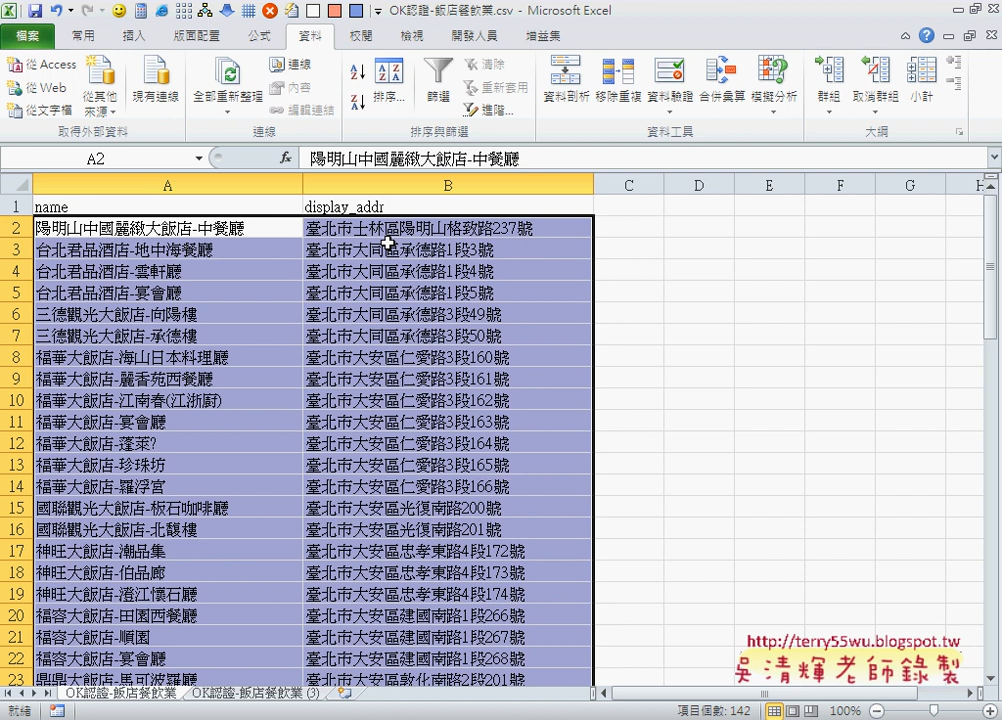 OK認證-飯店餐飲業.csv - Microsoft Excel
檔案 常用 插入 版面配置 公式 資料 校閱 檢視 開發人員 增益集
從 Access
從 Web
從文字檔
從其他來源
現有連線
取得外部資料
全部重新整理
連線
內容
編輯連結
連線
排序...
篩選
清除
重新套用
進階...
排序與篩選
資料剖析 移除重複 資料驗證 合併彙算 模擬分析
資料工具
群組 取消群組 小計
大綱
A2 fx 陽明山中國麗緻大飯店-中餐廳
A B C D E F G H
1 name display_addr
2 陽明山中國麗緻大飯店-中餐廳 臺北市士林區陽明山格致路237號
3 台北君品酒店-地中海餐廳 臺北市大同區承德路1段3號
4 台北君品酒店-雲軒廳 臺北市大同區承德路1段4號
5 台北君品酒店-宴會廳 臺北市大同區承德路1段5號
6 三德觀光大飯店-向陽樓 臺北市大同區承德路3段49號
7 三德觀光大飯店-承德樓 臺北市大同區承德路3段50號
8 福華大飯店-海山日本料理廳 臺北市大安區仁愛路3段160號
9 福華大飯店-麗香苑西餐廳 臺北市大安區仁愛路3段161號
10 福華大飯店-江南春(江浙廚) 臺北市大安區仁愛路3段162號
11 福華大飯店-宴會廳 臺北市大安區仁愛路3段163號
12 福華大飯店-蓬萊? 臺北市大安區仁愛路3段164號
13 福華大飯店-珍珠坊 臺北市大安區仁愛路3段165號
14 福華大飯店-羅浮宮 臺北市大安區仁愛路3段166號
15 國聯觀光大飯店-板石咖啡廳 臺北市大安區光復南路200號
16 國聯觀光大飯店-北馥樓 臺北市大安區光復南路201號
17 神旺大飯店-潮品集 臺北市大安區忠孝東路4段172號
18 神旺大飯店-伯品廊 臺北市大安區忠孝東路4段173號
19 神旺大飯店-澄江懷石廳 臺北市大安區忠孝東路4段174號
20 福容大飯店-田園西餐廳 臺北市大安區建國南路1段266號
21 福容大飯店-順園 臺北市大安區建國南路1段267號
22 福容大飯店-宴會廳 臺北市大安區建國南路1段268號
23 鼎鼎大飯店-馬可波羅廳 臺北市大安區敦化南路2段201號
http://terry55wu.blogspot.tw
吳清輝老師錄製
OK認證-飯店餐飲業 OK認證-飯店餐飲業 (3)
就緒 項目個數: 142 100%